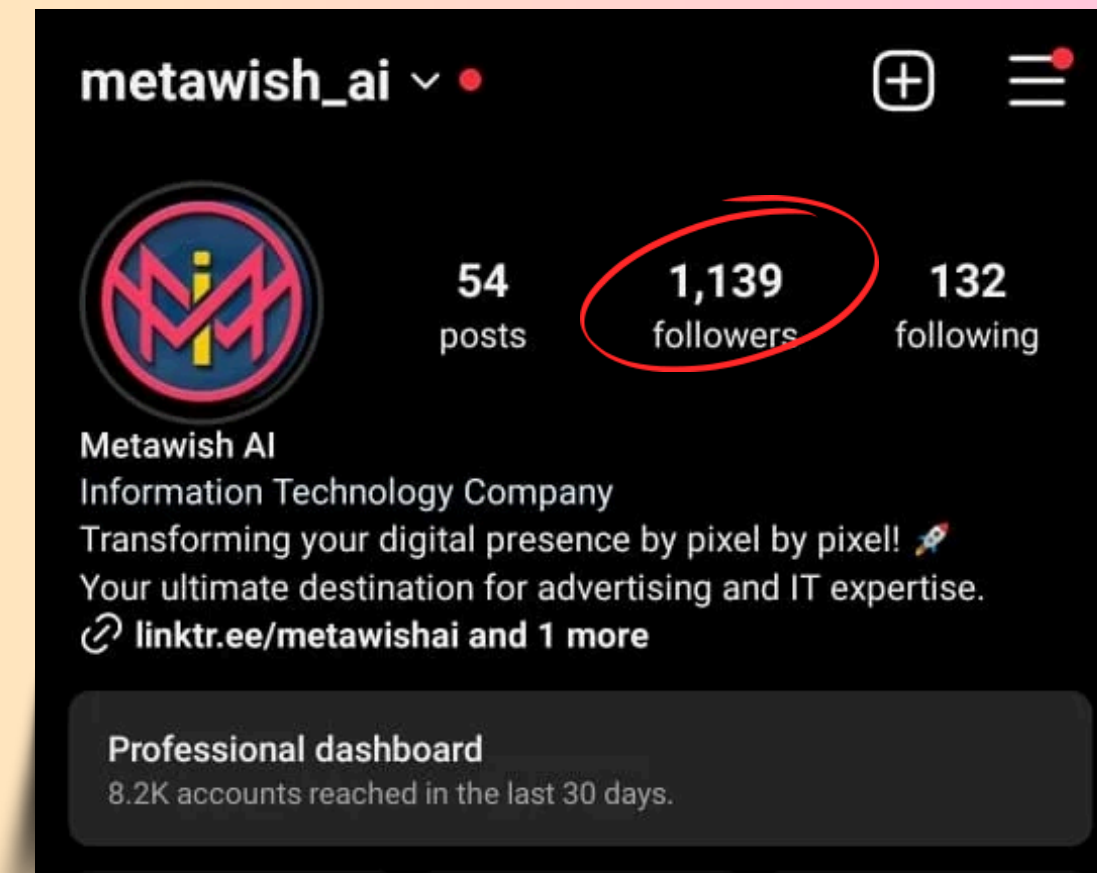 metawish_ai
54 1,139 132
posts followers following
Metawish AI
Information Technology Company
Transforming your digital presence by pixel by pixel! 🚀
Your ultimate destination for advertising and IT expertise.
linktr.ee/metawishai and 1 more
Professional dashboard
8.2K accounts reached in the last 30 days.